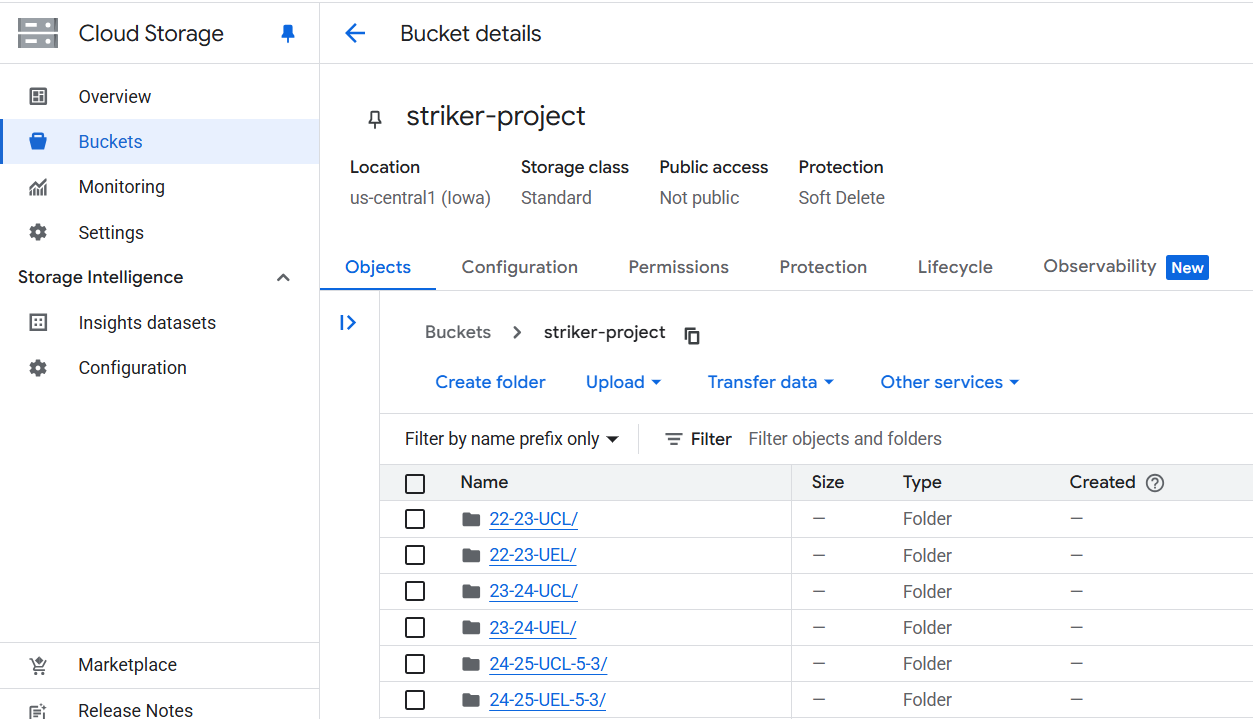 Cloud Storage
Bucket details
Overview
Buckets
Monitoring
Settings
Storage Intelligence
Insights datasets
Configuration
Marketplace
Release Notes
striker-project
Location Storage class Public access Protection
us-central1 (Iowa) Standard Not public Soft Delete
Objects Configuration Permissions Protection Lifecycle Observability New
Buckets > striker-project
Create folder Upload Transfer data Other services
Filter by name prefix only Filter Filter objects and folders
Name Size Type Created
22-23-UCL/ — Folder —
22-23-UEL/ — Folder —
23-24-UCL/ — Folder —
23-24-UEL/ — Folder —
24-25-UCL-5-3/ — Folder —
24-25-UEL-5-3/ — Folder —